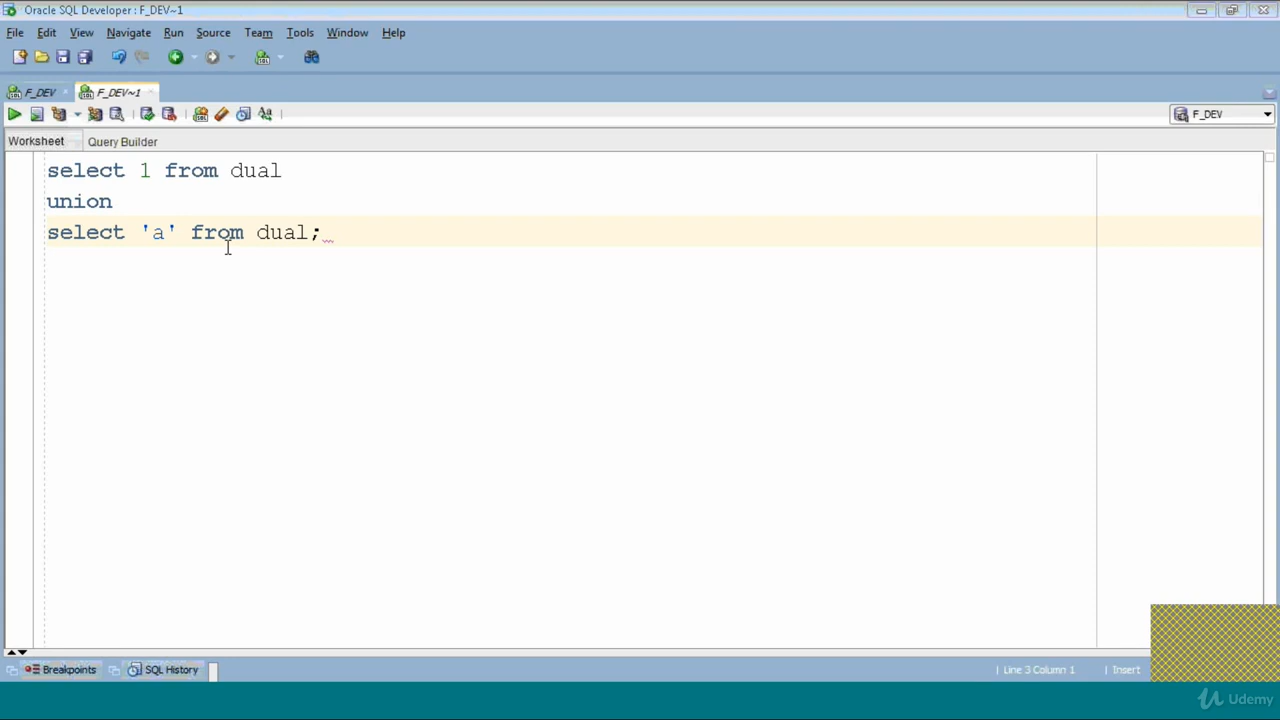 Oracle SQL Developer : F_DEV~1
File Edit View Navigate Run Source Team Tools Window Help
F_DEV F_DEV~1
F_DEV
Worksheet Query Builder
select 1 from dual
union
select 'a' from dual;
Breakpoints SQL History Line 3 Column 1 Insert
Udemy